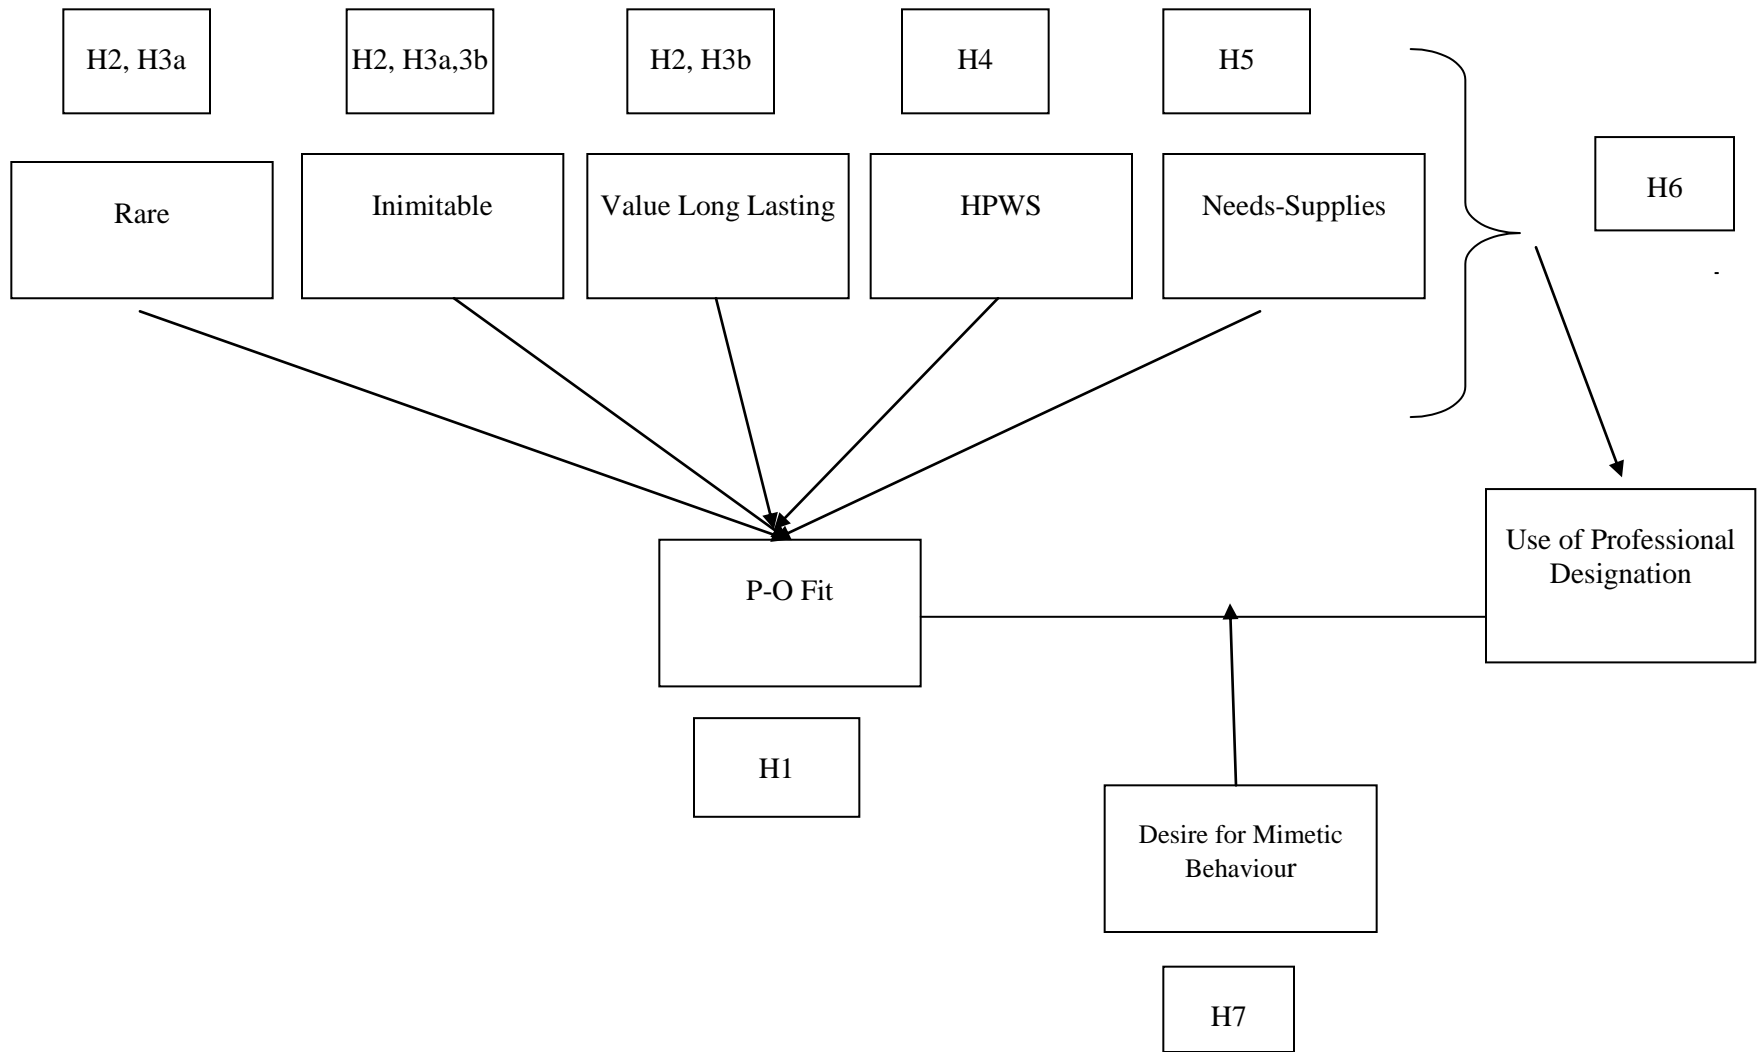 H2, H3a
H2, H3a,3b
H2, H3b
H4
H5
H6
Rare
Inimitable
Value Long Lasting
HPWS
Needs-Supplies
-
P-O Fit
Use of Professional
Designation
H1
Desire for Mimetic
Behaviour
H7